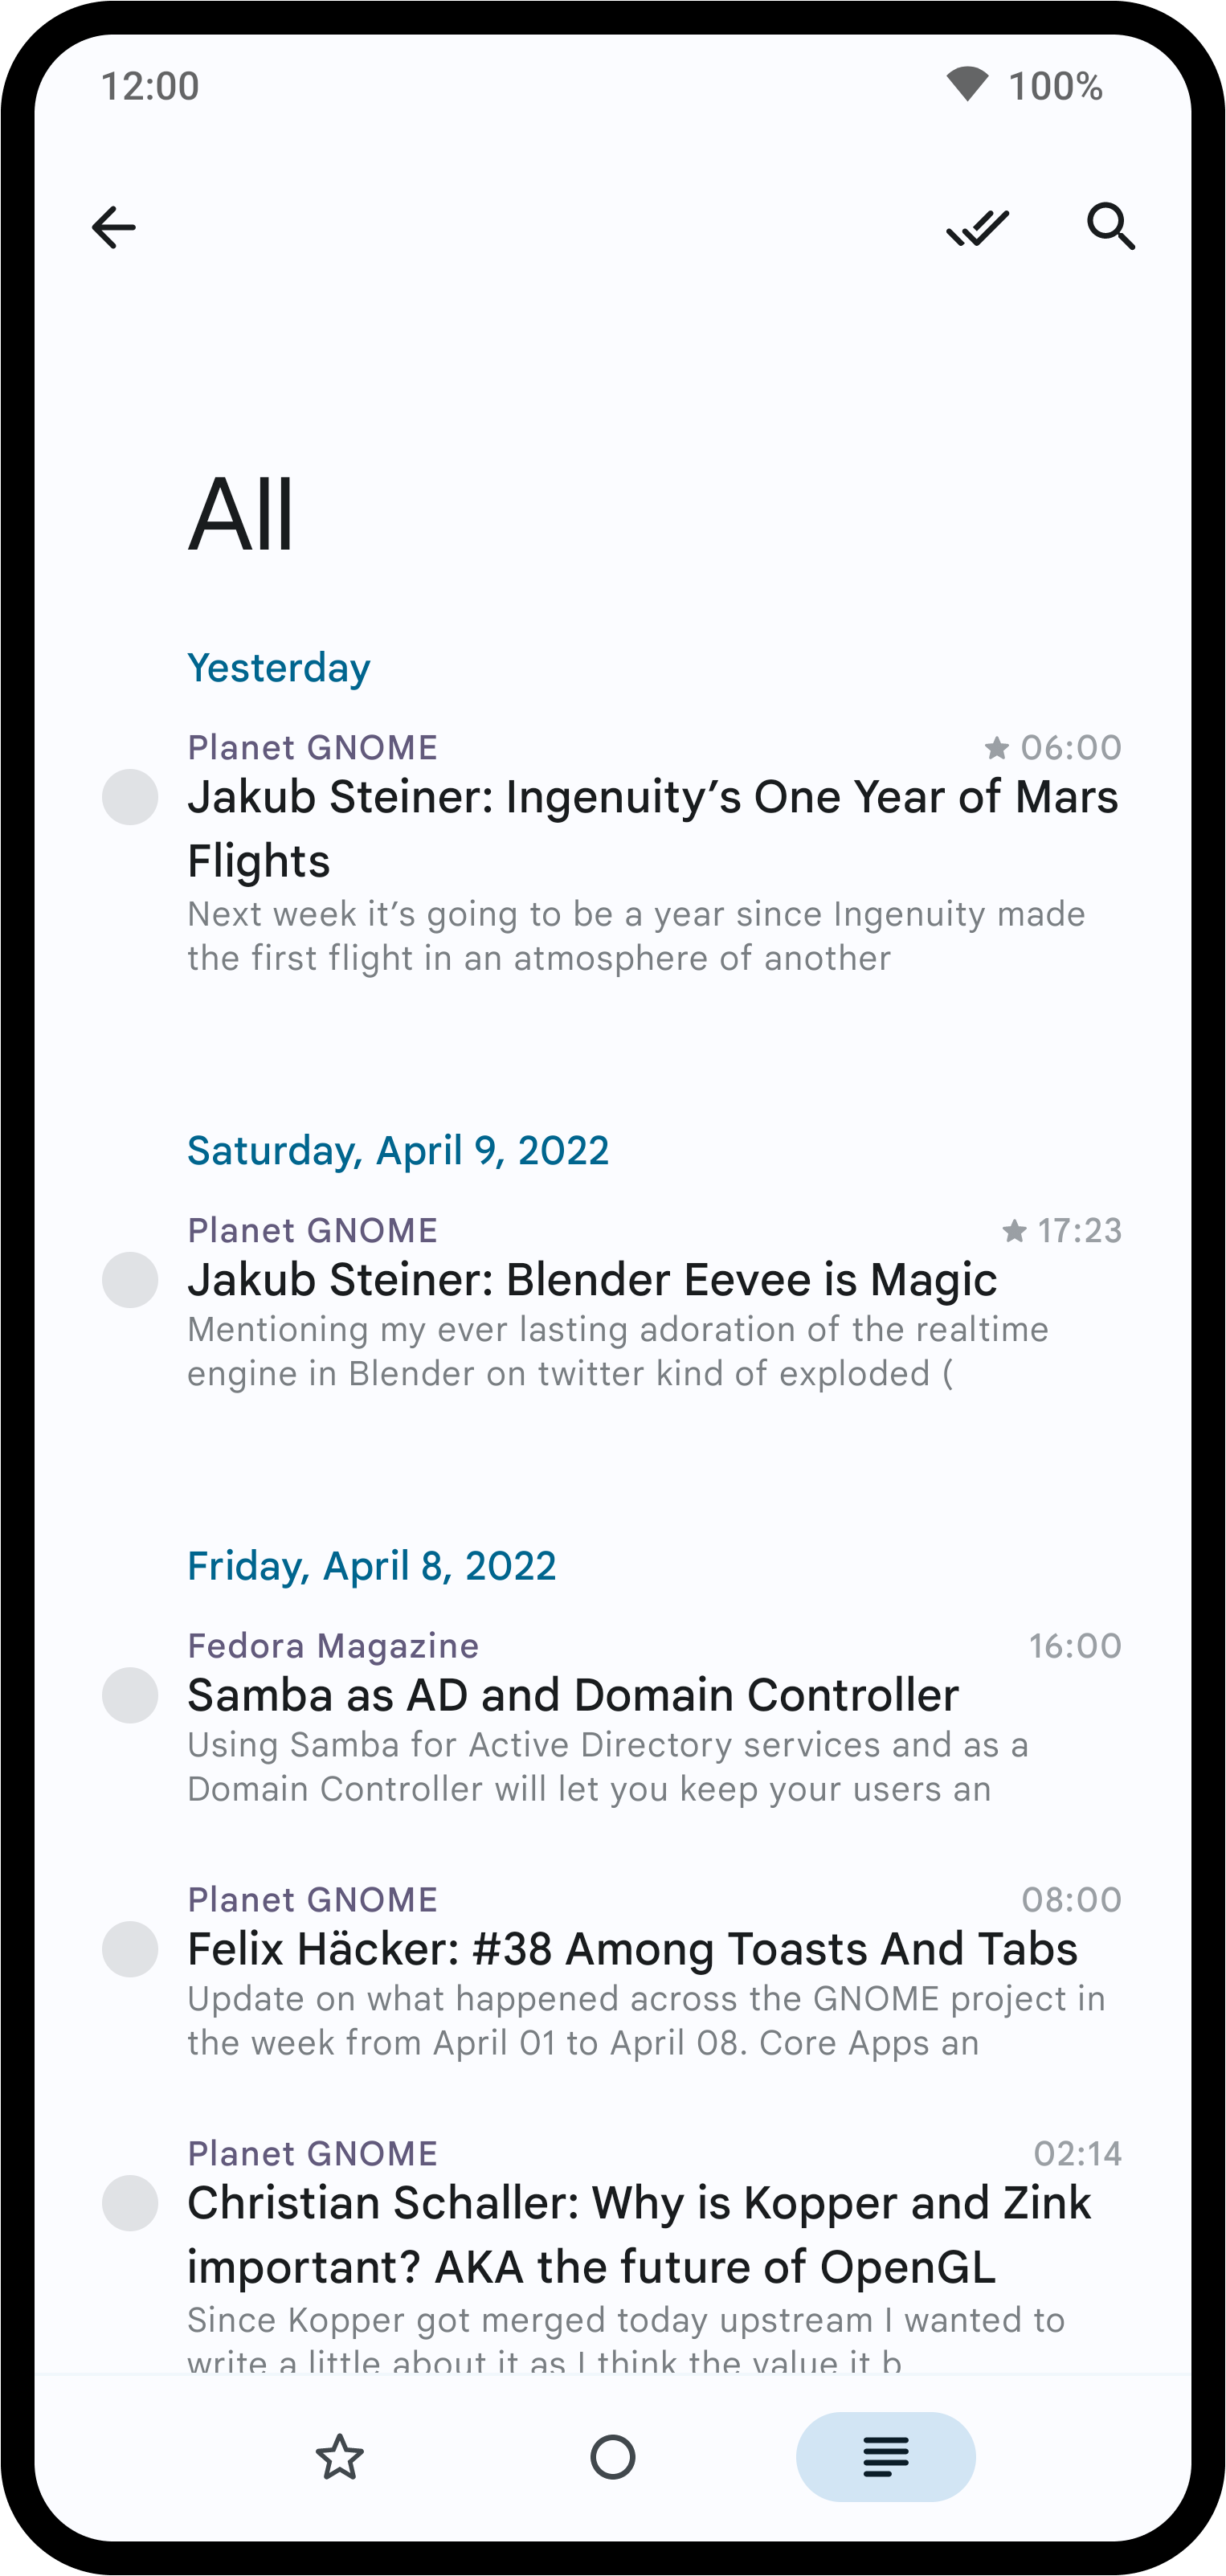 12:00 100%
All
Yesterday
Planet GNOME 06:00
Jakub Steiner: Ingenuity’s One Year of Mars
Flights
Next week it’s going to be a year since Ingenuity made
the first flight in an atmosphere of another
Saturday, April 9, 2022
Planet GNOME 17:23
Jakub Steiner: Blender Eevee is Magic
Mentioning my ever lasting adoration of the realtime
engine in Blender on twitter kind of exploded (
Friday, April 8, 2022
Fedora Magazine 16:00
Samba as AD and Domain Controller
Using Samba for Active Directory services and as a
Domain Controller will let you keep your users an
Planet GNOME 08:00
Felix Häcker: #38 Among Toasts And Tabs
Update on what happened across the GNOME project in
the week from April 01 to April 08. Core Apps an
Planet GNOME 02:14
Christian Schaller: Why is Kopper and Zink
important? AKA the future of OpenGL
Since Kopper got merged today upstream I wanted to
write a little about it as I think the value it b